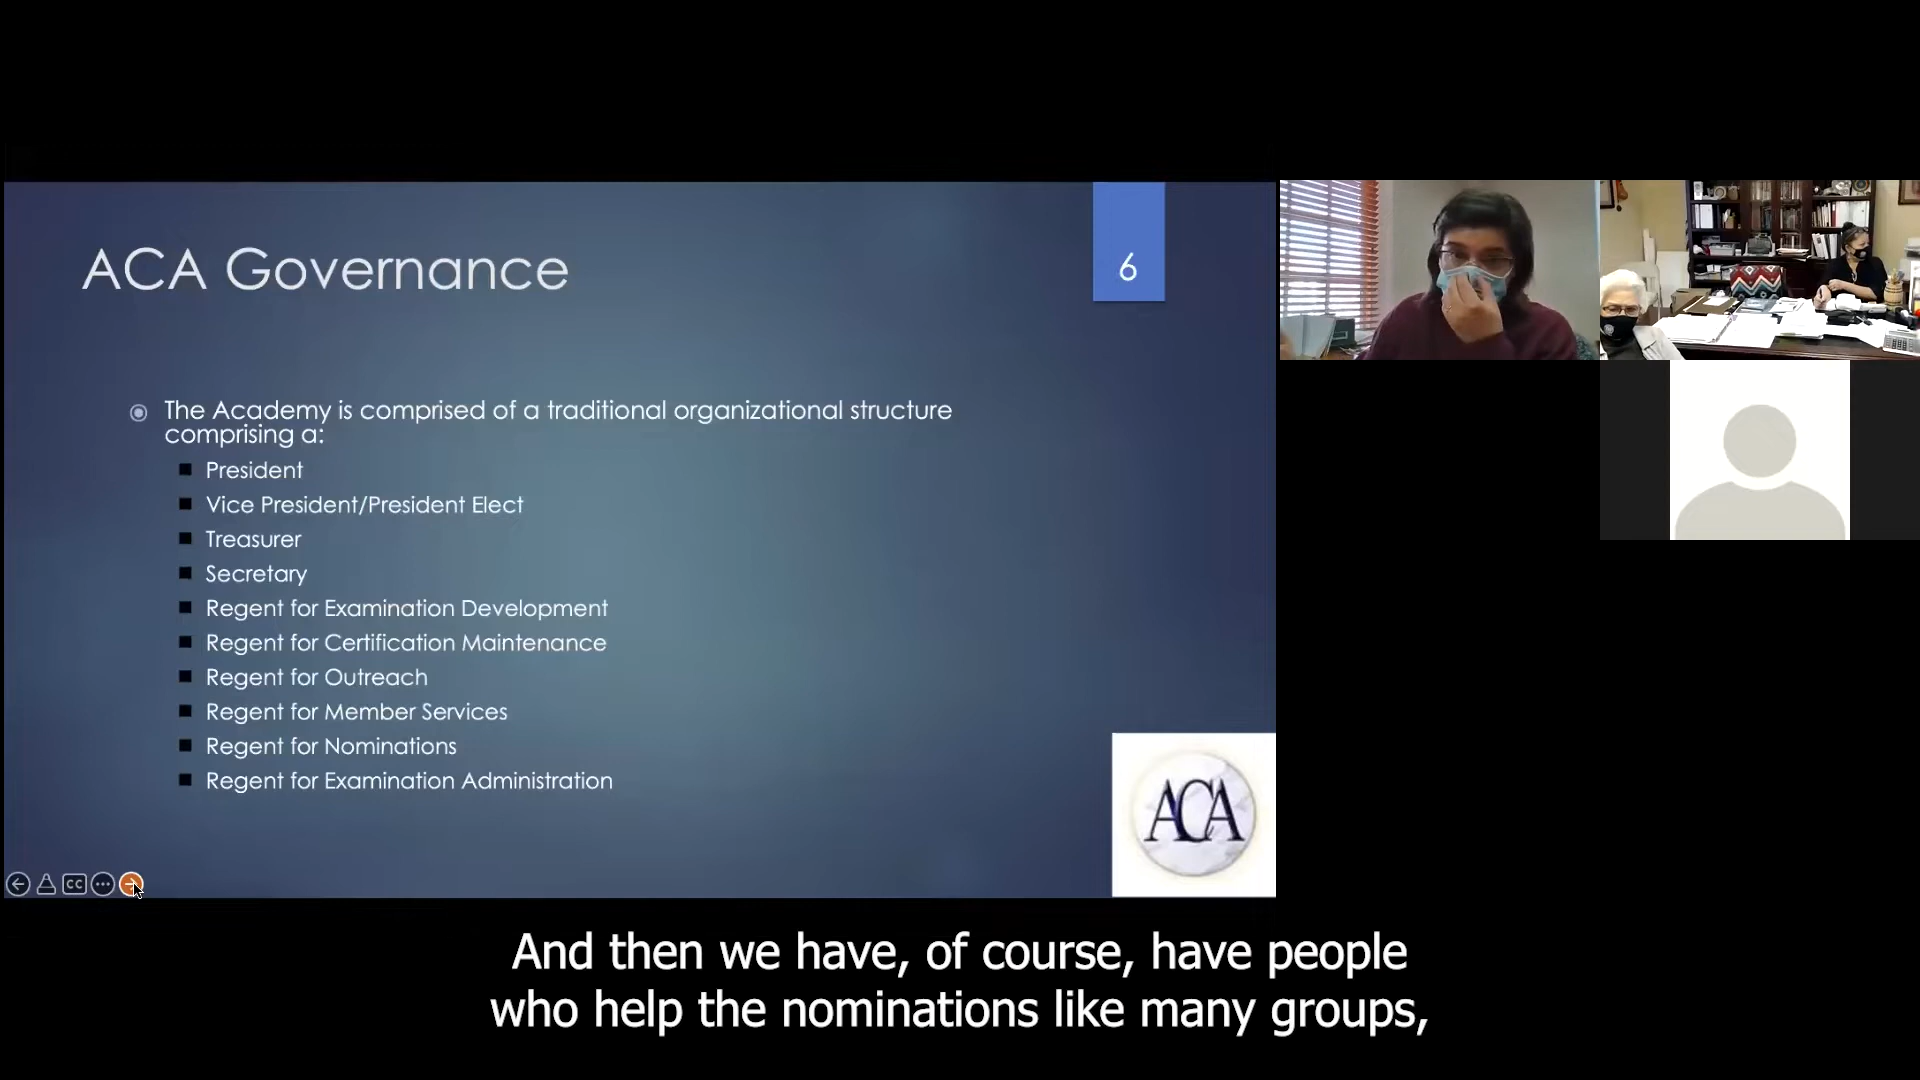 ACA Governance
6
The Academy is comprised of a traditional organizational structure
comprising a:
President
Vice President/President Elect
Treasurer
Secretary
Regent for Examination Development
Regent for Certification Maintenance
Regent for Outreach
Regent for Member Services
Regent for Nominations
Regent for Examination Administration
ACA
CC
And then we have, of course, have people
who help the nominations like many groups,